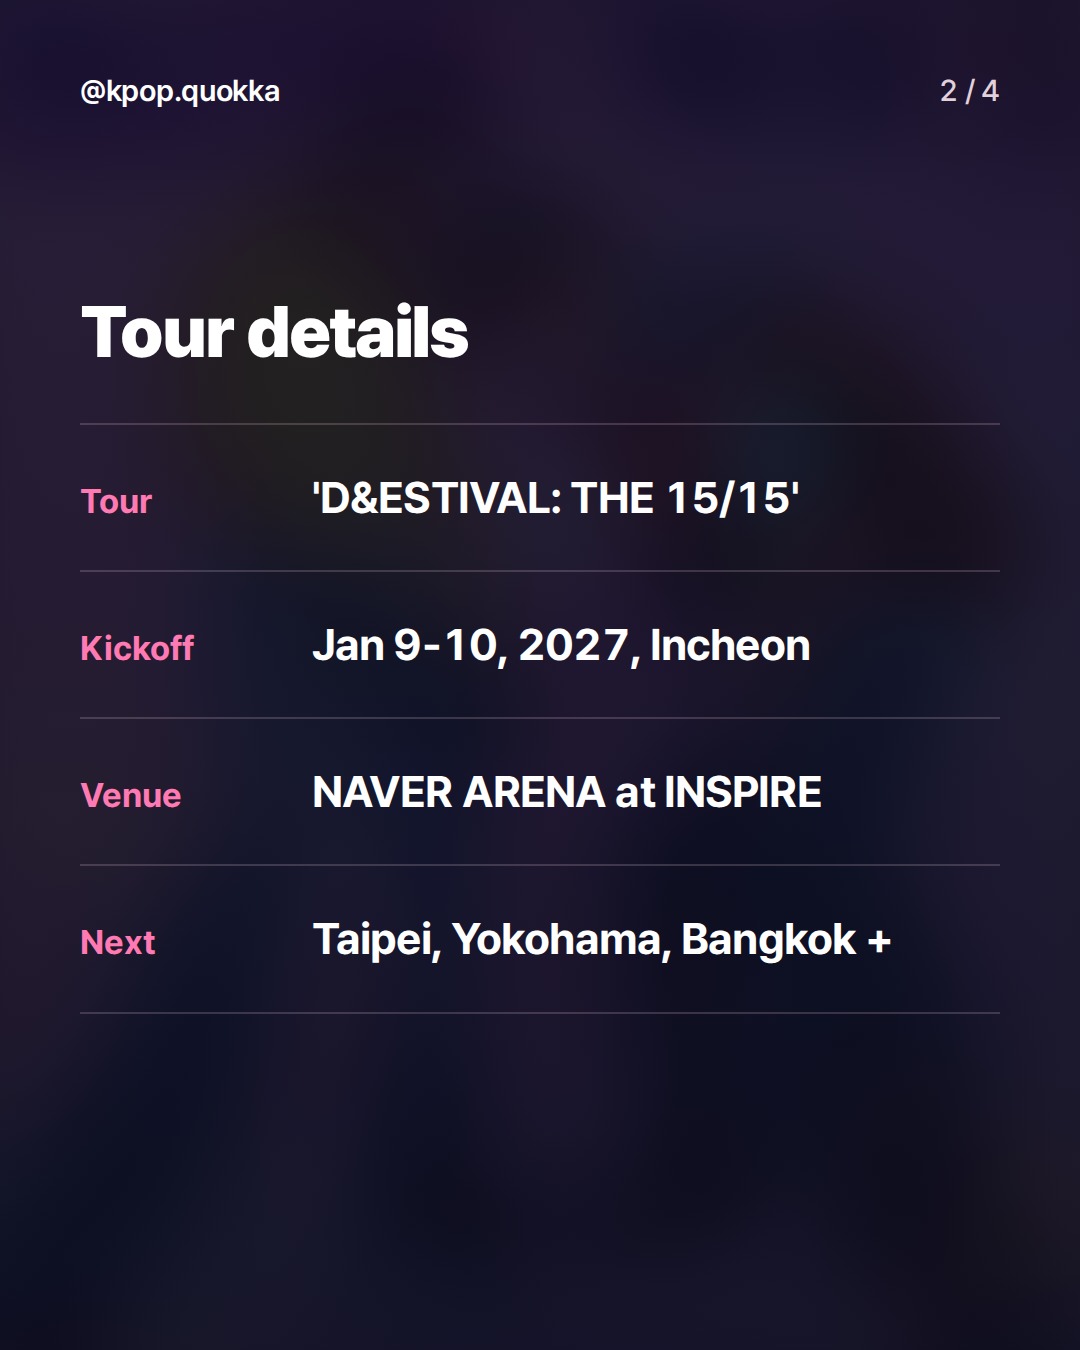 @kpop.quokka
2 / 4
Tour details
Tour
'D&ESTIVAL: THE 15/15'
Kickoff
Jan 9-10, 2027, Incheon
Venue
NAVER ARENA at INSPIRE
Next
Taipei, Yokohama, Bangkok +